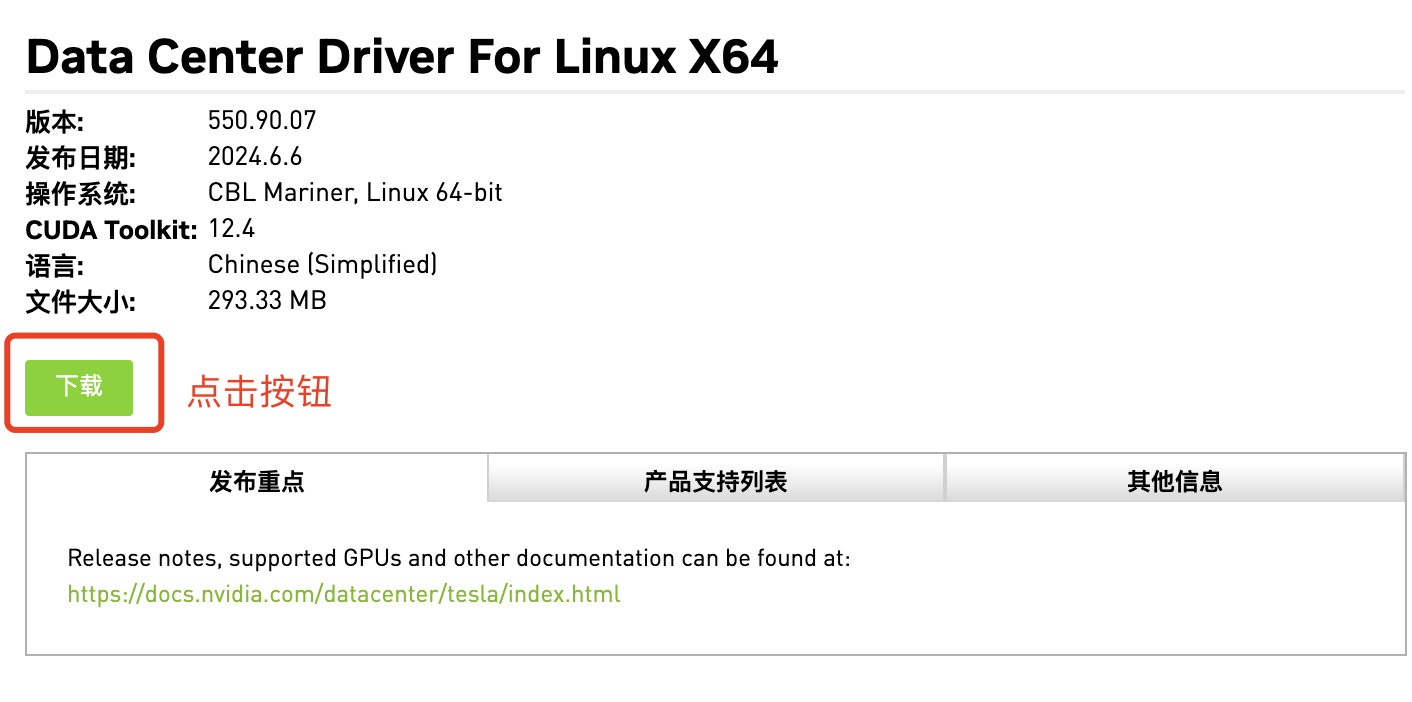 Data Center Driver For Linux X64
版本: 550.90.07
发布日期: 2024.6.6
操作系统: CBL Mariner, Linux 64-bit
CUDA Toolkit: 12.4
语言: Chinese (Simplified)
文件大小: 293.33 MB
下载 点击按钮
发布重点 产品支持列表 其他信息
Release notes, supported GPUs and other documentation can be found at:
https://docs.nvidia.com/datacenter/tesla/index.html